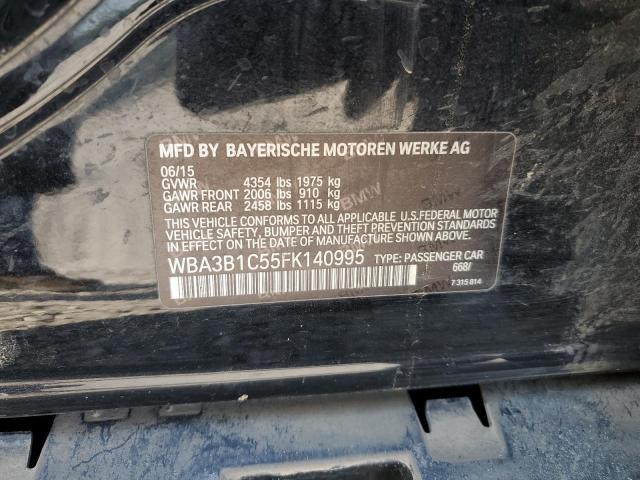 MFD BY BAYERISCHE MOTOREN WERKE AG
06/15
GVWR 4354 lbs 1975 kg
GAWR FRONT 2006 lbs 910 kg
GAWR REAR 2458 lbs 1115 kg
THIS VEHICLE CONFORMS TO ALL APPLICABLE U.S.FEDERAL MOTOR
VEHICLE SAFETY, BUMPER AND THEFT PREVENTION STANDARDS
IN EFFECT ON THE DATE OF MANUFACTURE SHOWN ABOVE.
WBA3B1C55FK140995 TYPE: PASSENGER CAR
668/
7 315 814